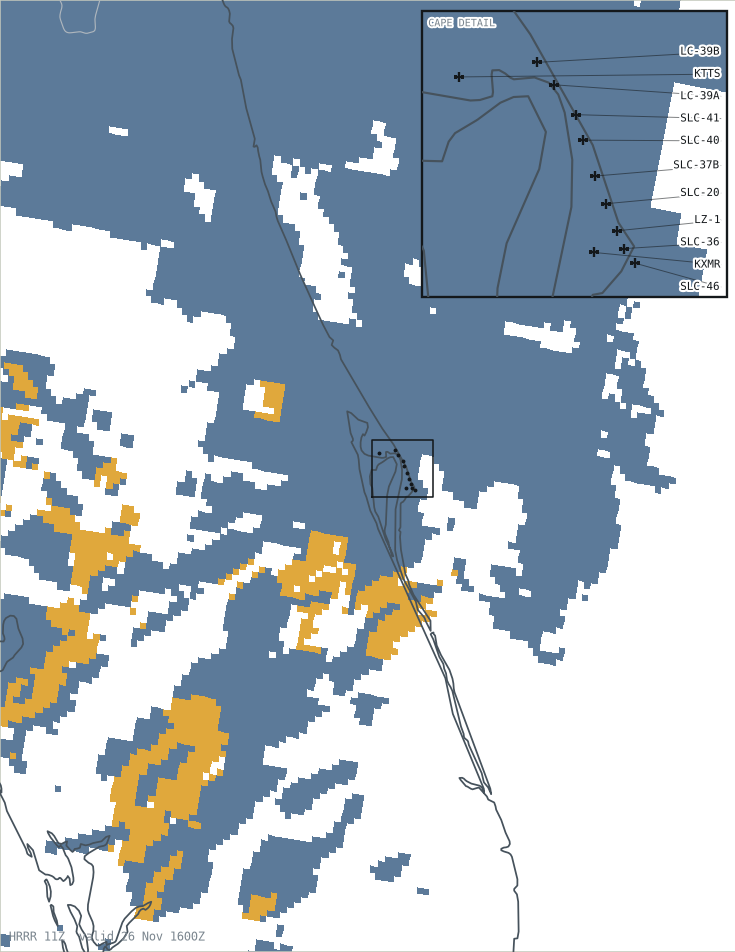 CAPE DETAIL
LC-39B
KTTS
LC-39A
SLC-41
SLC-40
SLC-37B
SLC-20
LZ-1
SLC-36
KXMR
SLC-46
HRRR 11Z valid 26 Nov 1600Z